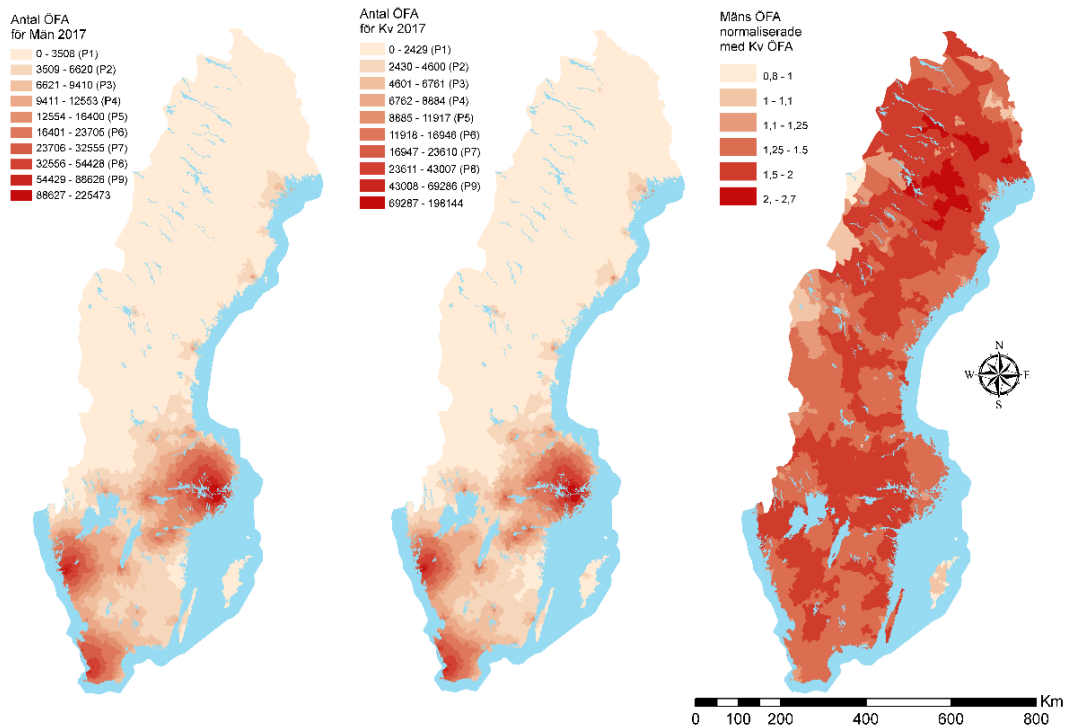 Antal ÖFA
för Män 2017
0 - 3508 (P1)
3509 - 6620 (P2)
6621 - 9410 (P3)
9411 - 12553 (P4)
12554 - 16400 (P5)
16401 - 23705 (P6)
23706 - 32555 (P7)
32556 - 54428 (P8)
54429 - 88626 (P9)
88627 - 225473
Antal ÖFA
för Kv 2017
0 - 2429 (P1)
2430 - 4600 (P2)
4601 - 6761 (P3)
6762 - 8684 (P4)
8685 - 11917 (P5)
11918 - 16946 (P6)
16947 - 23610 (P7)
23611 - 43007 (P8)
43008 - 69286 (P9)
69287 - 198144
Mäns ÖFA
normaliserade
med Kv ÖFA
0,8 - 1
1 - 1,1
1,1 - 1,25
1,25 - 1.5
1,5 - 2
2, - 2,7
N
W E
S
Km
0 100 200 400 600 800